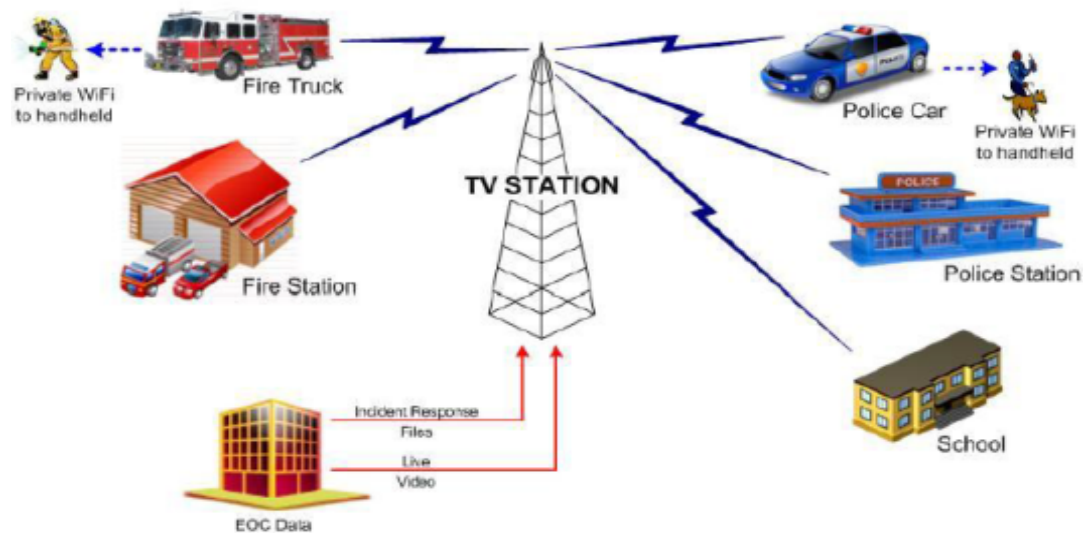 Fire Truck
Private WiFi
to handheld
POLICE
Police Car
Private WiFi
to handheld
TV STATION
POLICE
Fire Station
Police Station
Incident Response
Files
Live
Video
School
EOC Data